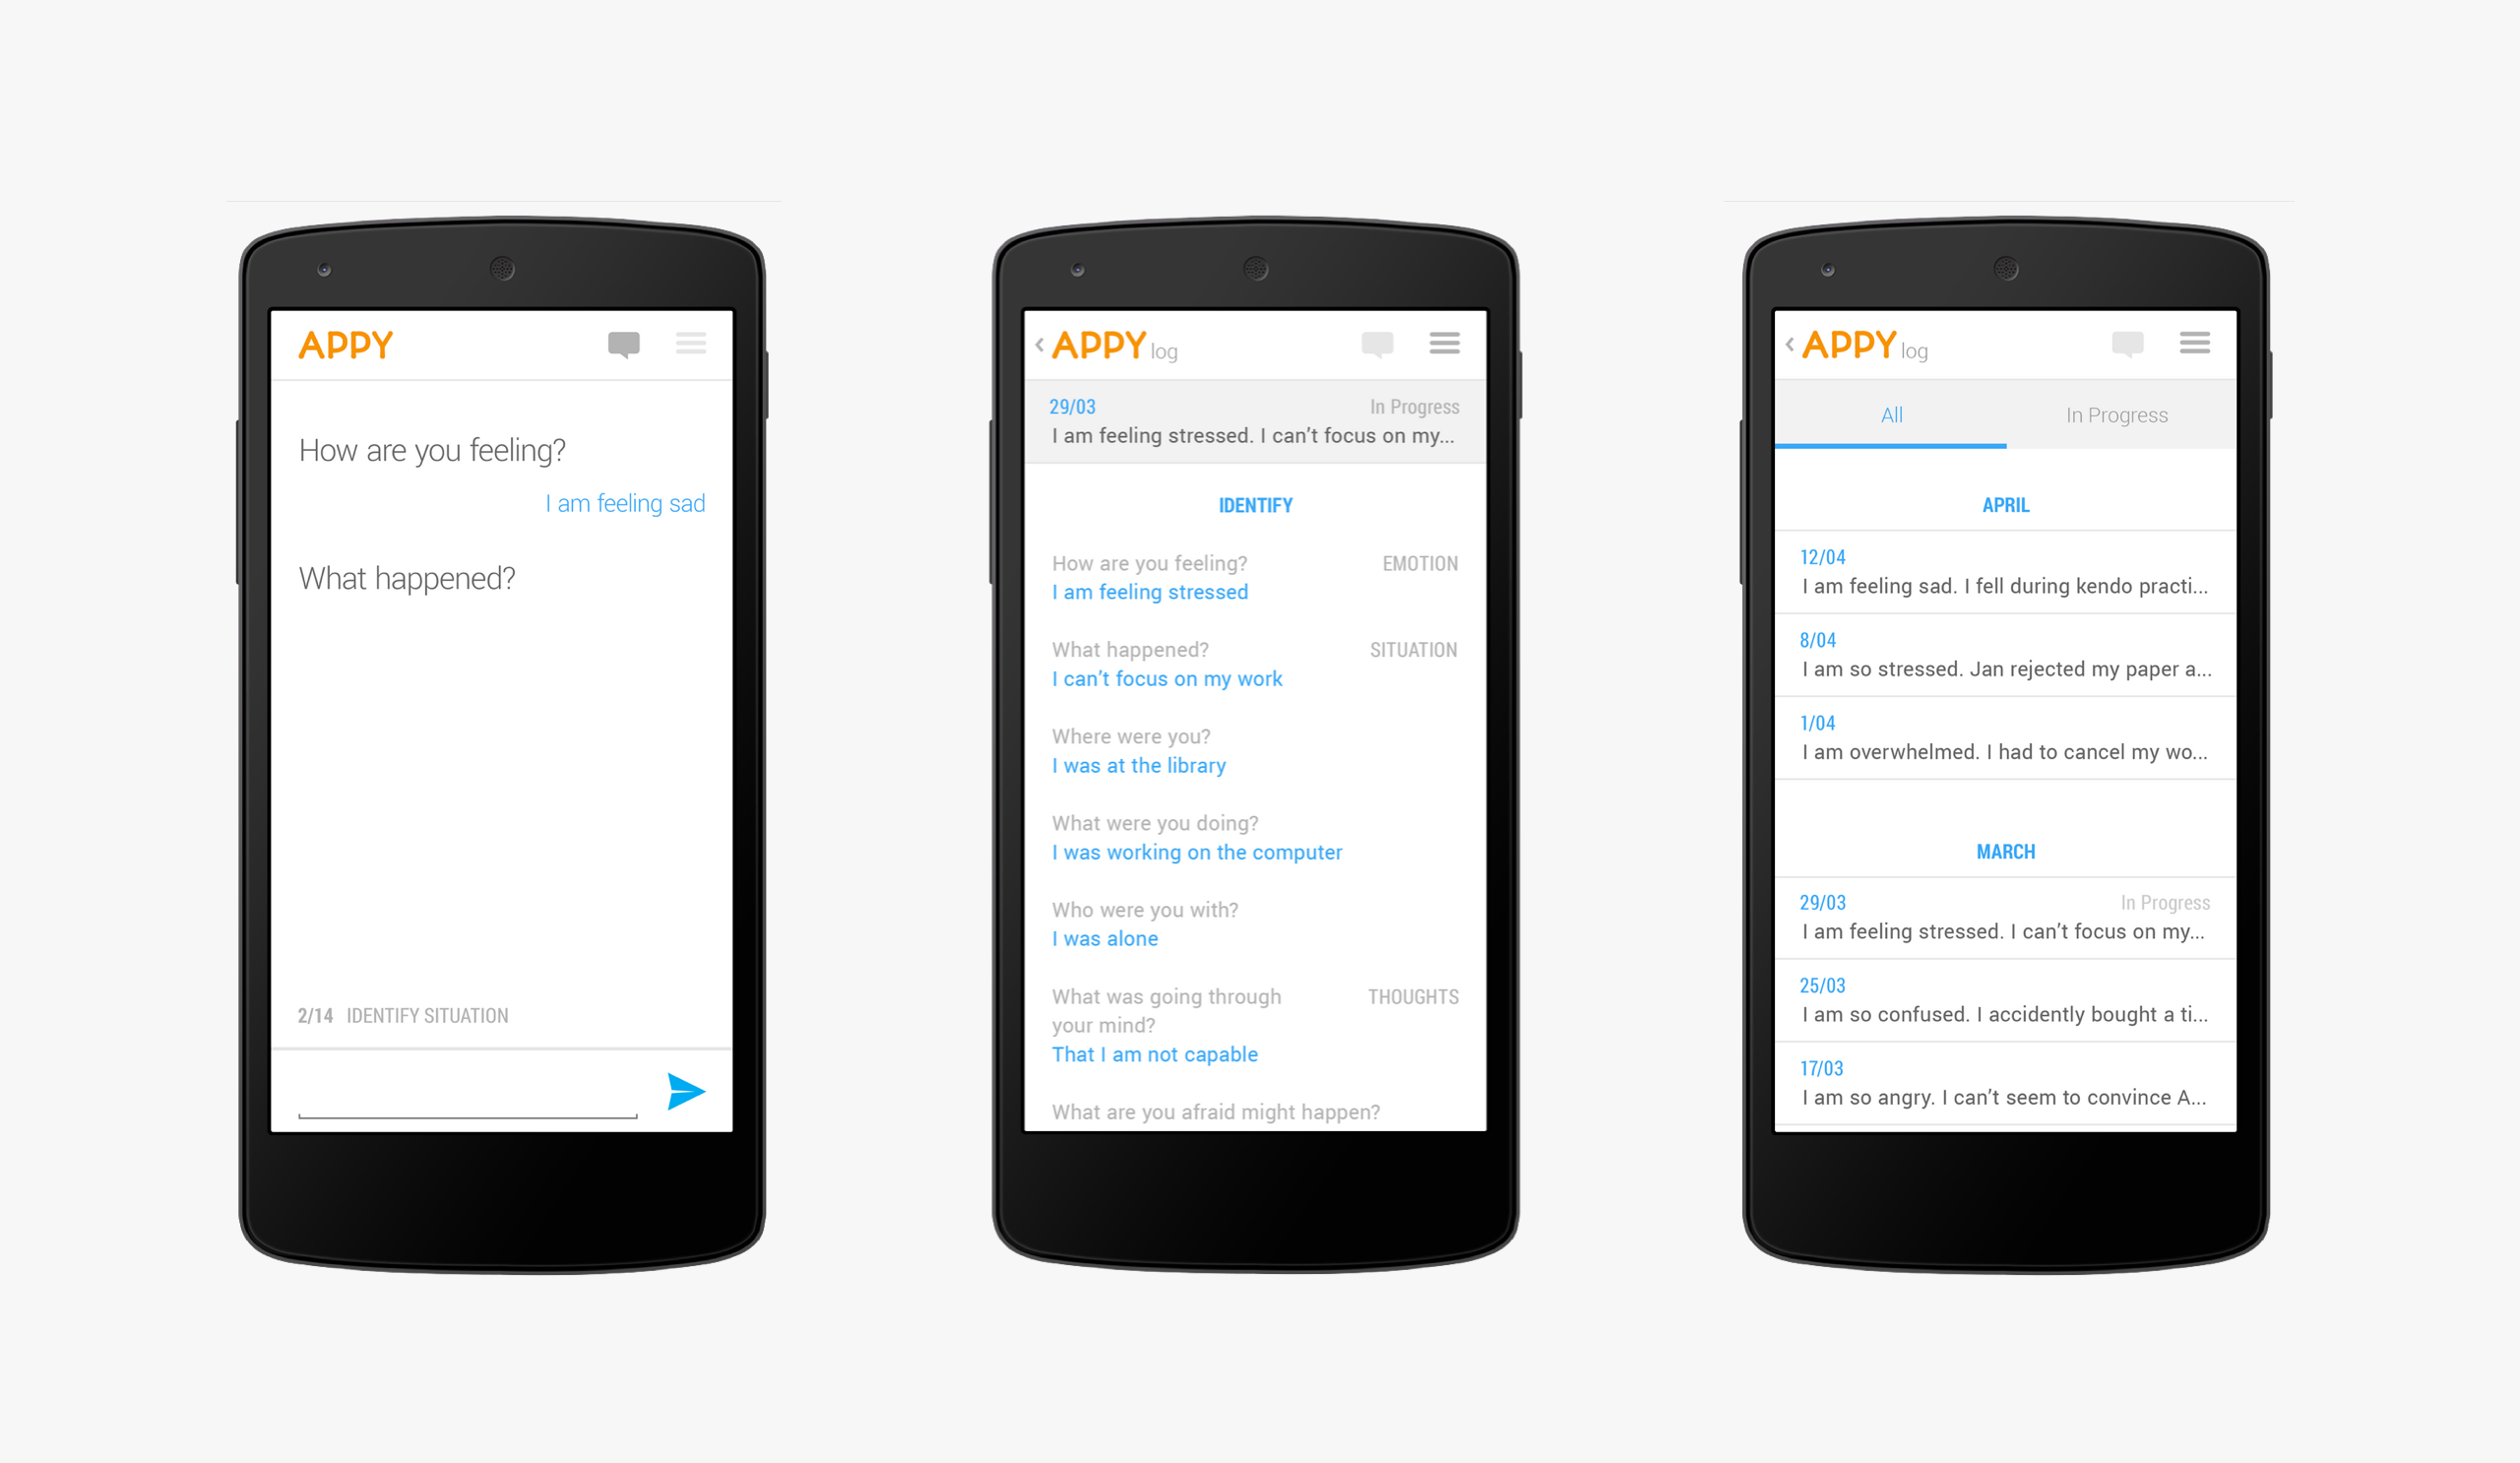 APPY
How are you feeling?
I am feeling sad
What happened?
2/14 IDENTIFY SITUATION
APPY log
29/03 In Progress
I am feeling stressed. I can't focus on my...
IDENTIFY
How are you feeling? EMOTION
I am feeling stressed
What happened? SITUATION
I can't focus on my work
Where were you?
I was at the library
What were you doing?
I was working on the computer
Who were you with?
I was alone
What was going through THOUGHTS
your mind?
That I am not capable
What are you afraid might happen?
APPY log
All In Progress
APRIL
12/04
I am feeling sad. I fell during kendo practi...
8/04
I am so stressed. Jan rejected my paper a...
1/04
I am overwhelmed. I had to cancel my wo...
MARCH
29/03 In Progress
I am feeling stressed. I can't focus on my...
25/03
I am so confused. I accidently bought a ti...
17/03
I am so angry. I can't seem to convince A...